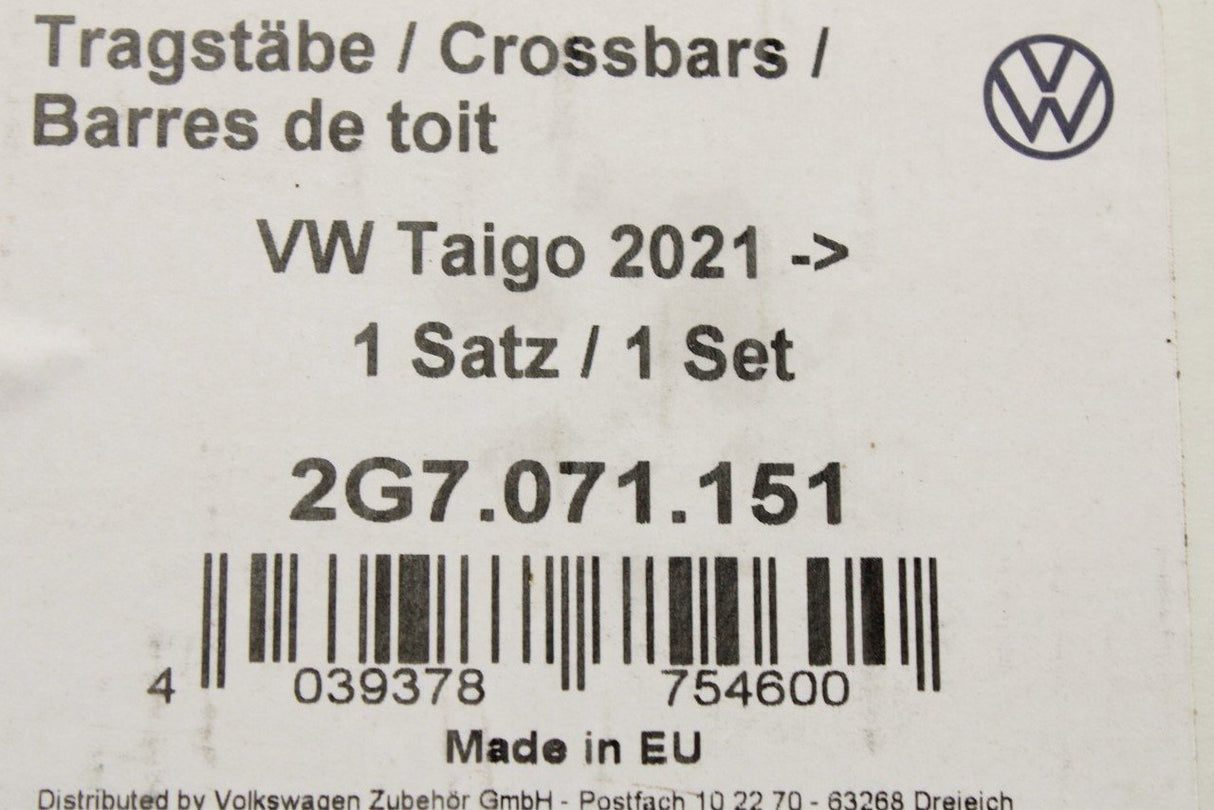 Tragstäbe / Crossbars /
Barres de toit
VW Taigo 2021 ->
1 Satz / 1 Set
2G7.071.151
4 039378 754600
Made in EU
Distributed by Volkswagen Zubehör GmbH - Postfach 10 22 70 - 63268 Dreieich